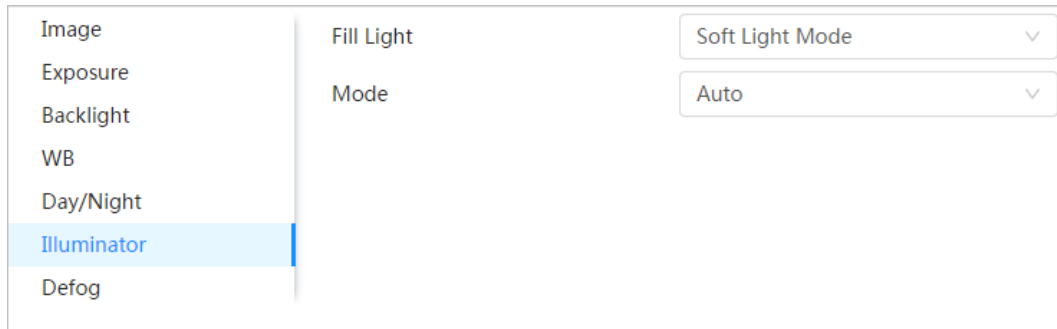 Image
Exposure
Backlight
WB
Day/Night
Illuminator
Defog
Fill Light Soft Light Mode
Mode Auto